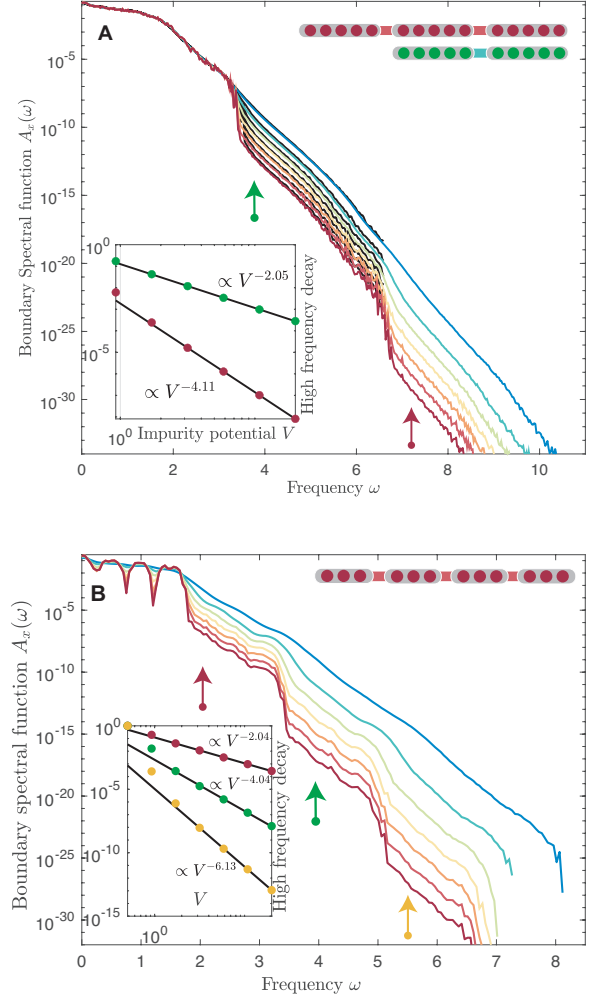 A
Boundary Spectral function A_x(ω)
10^-5
10^-10
10^-15
10^-20
10^-25
10^-30
10^0
10^-5
∝ V^-2.05
∝ V^-4.11
High frequency decay
10^0
Impurity potential V
0 2 4 6 8 10
Frequency ω
B
Boundary spectral function A_x(ω)
10^-5
10^-10
10^-15
10^-20
10^-25
10^-30
10^0
10^-5
10^-10
10^-15
∝ V^-2.04
∝ V^-4.04
∝ V^-6.13
V
High frequency decay
10^0
0 1 2 3 4 5 6 7 8
Frequency ω